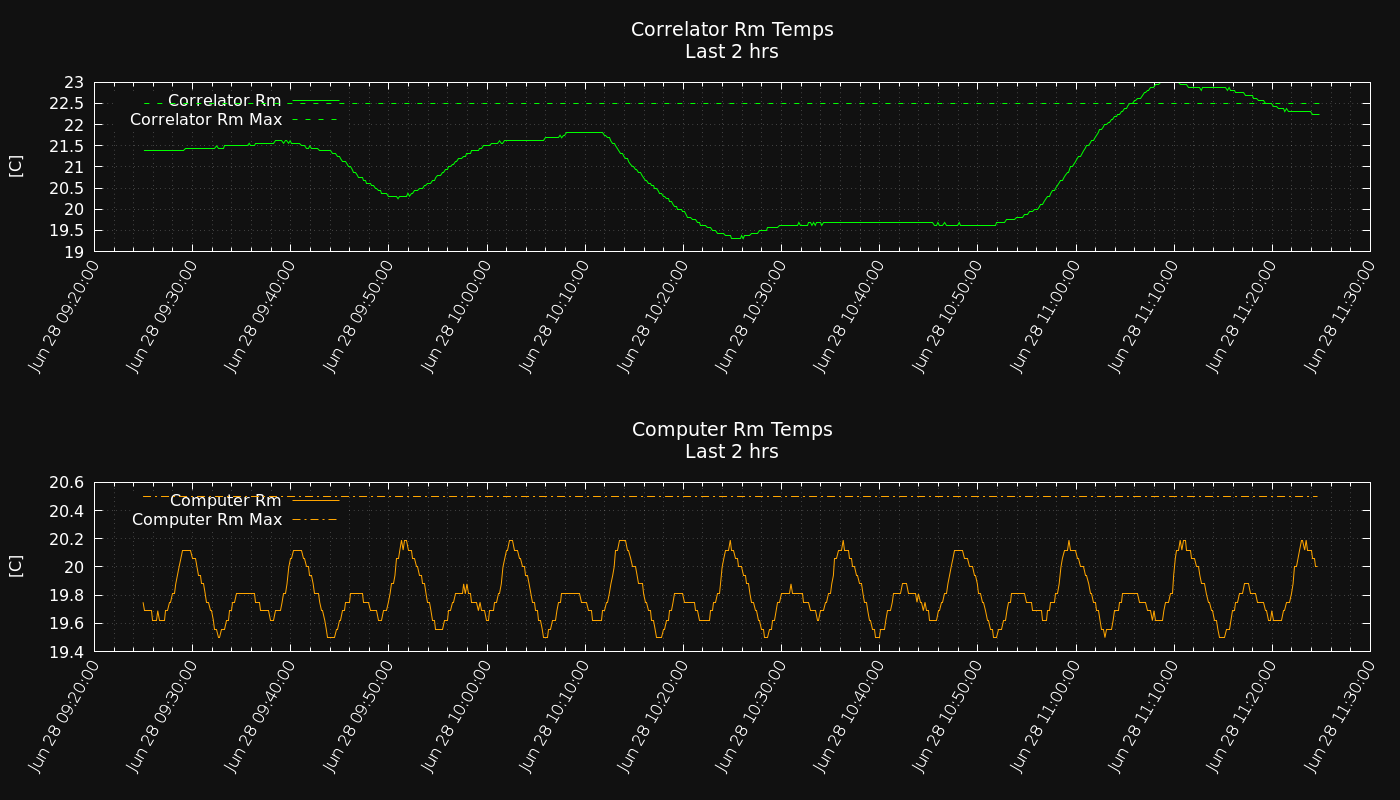 Correlator Rm Temps
Last 2 hrs
[C]
23
22.5
22
21.5
21
20.5
20
19.5
19
Correlator Rm
Correlator Rm Max
Jun 28 09:20:00
Jun 28 09:30:00
Jun 28 09:40:00
Jun 28 09:50:00
Jun 28 10:00:00
Jun 28 10:10:00
Jun 28 10:20:00
Jun 28 10:30:00
Jun 28 10:40:00
Jun 28 10:50:00
Jun 28 11:00:00
Jun 28 11:10:00
Jun 28 11:20:00
Jun 28 11:30:00
Computer Rm Temps
Last 2 hrs
[C]
20.6
20.4
20.2
20
19.8
19.6
19.4
Computer Rm
Computer Rm Max
Jun 28 09:20:00
Jun 28 09:30:00
Jun 28 09:40:00
Jun 28 09:50:00
Jun 28 10:00:00
Jun 28 10:10:00
Jun 28 10:20:00
Jun 28 10:30:00
Jun 28 10:40:00
Jun 28 10:50:00
Jun 28 11:00:00
Jun 28 11:10:00
Jun 28 11:20:00
Jun 28 11:30:00